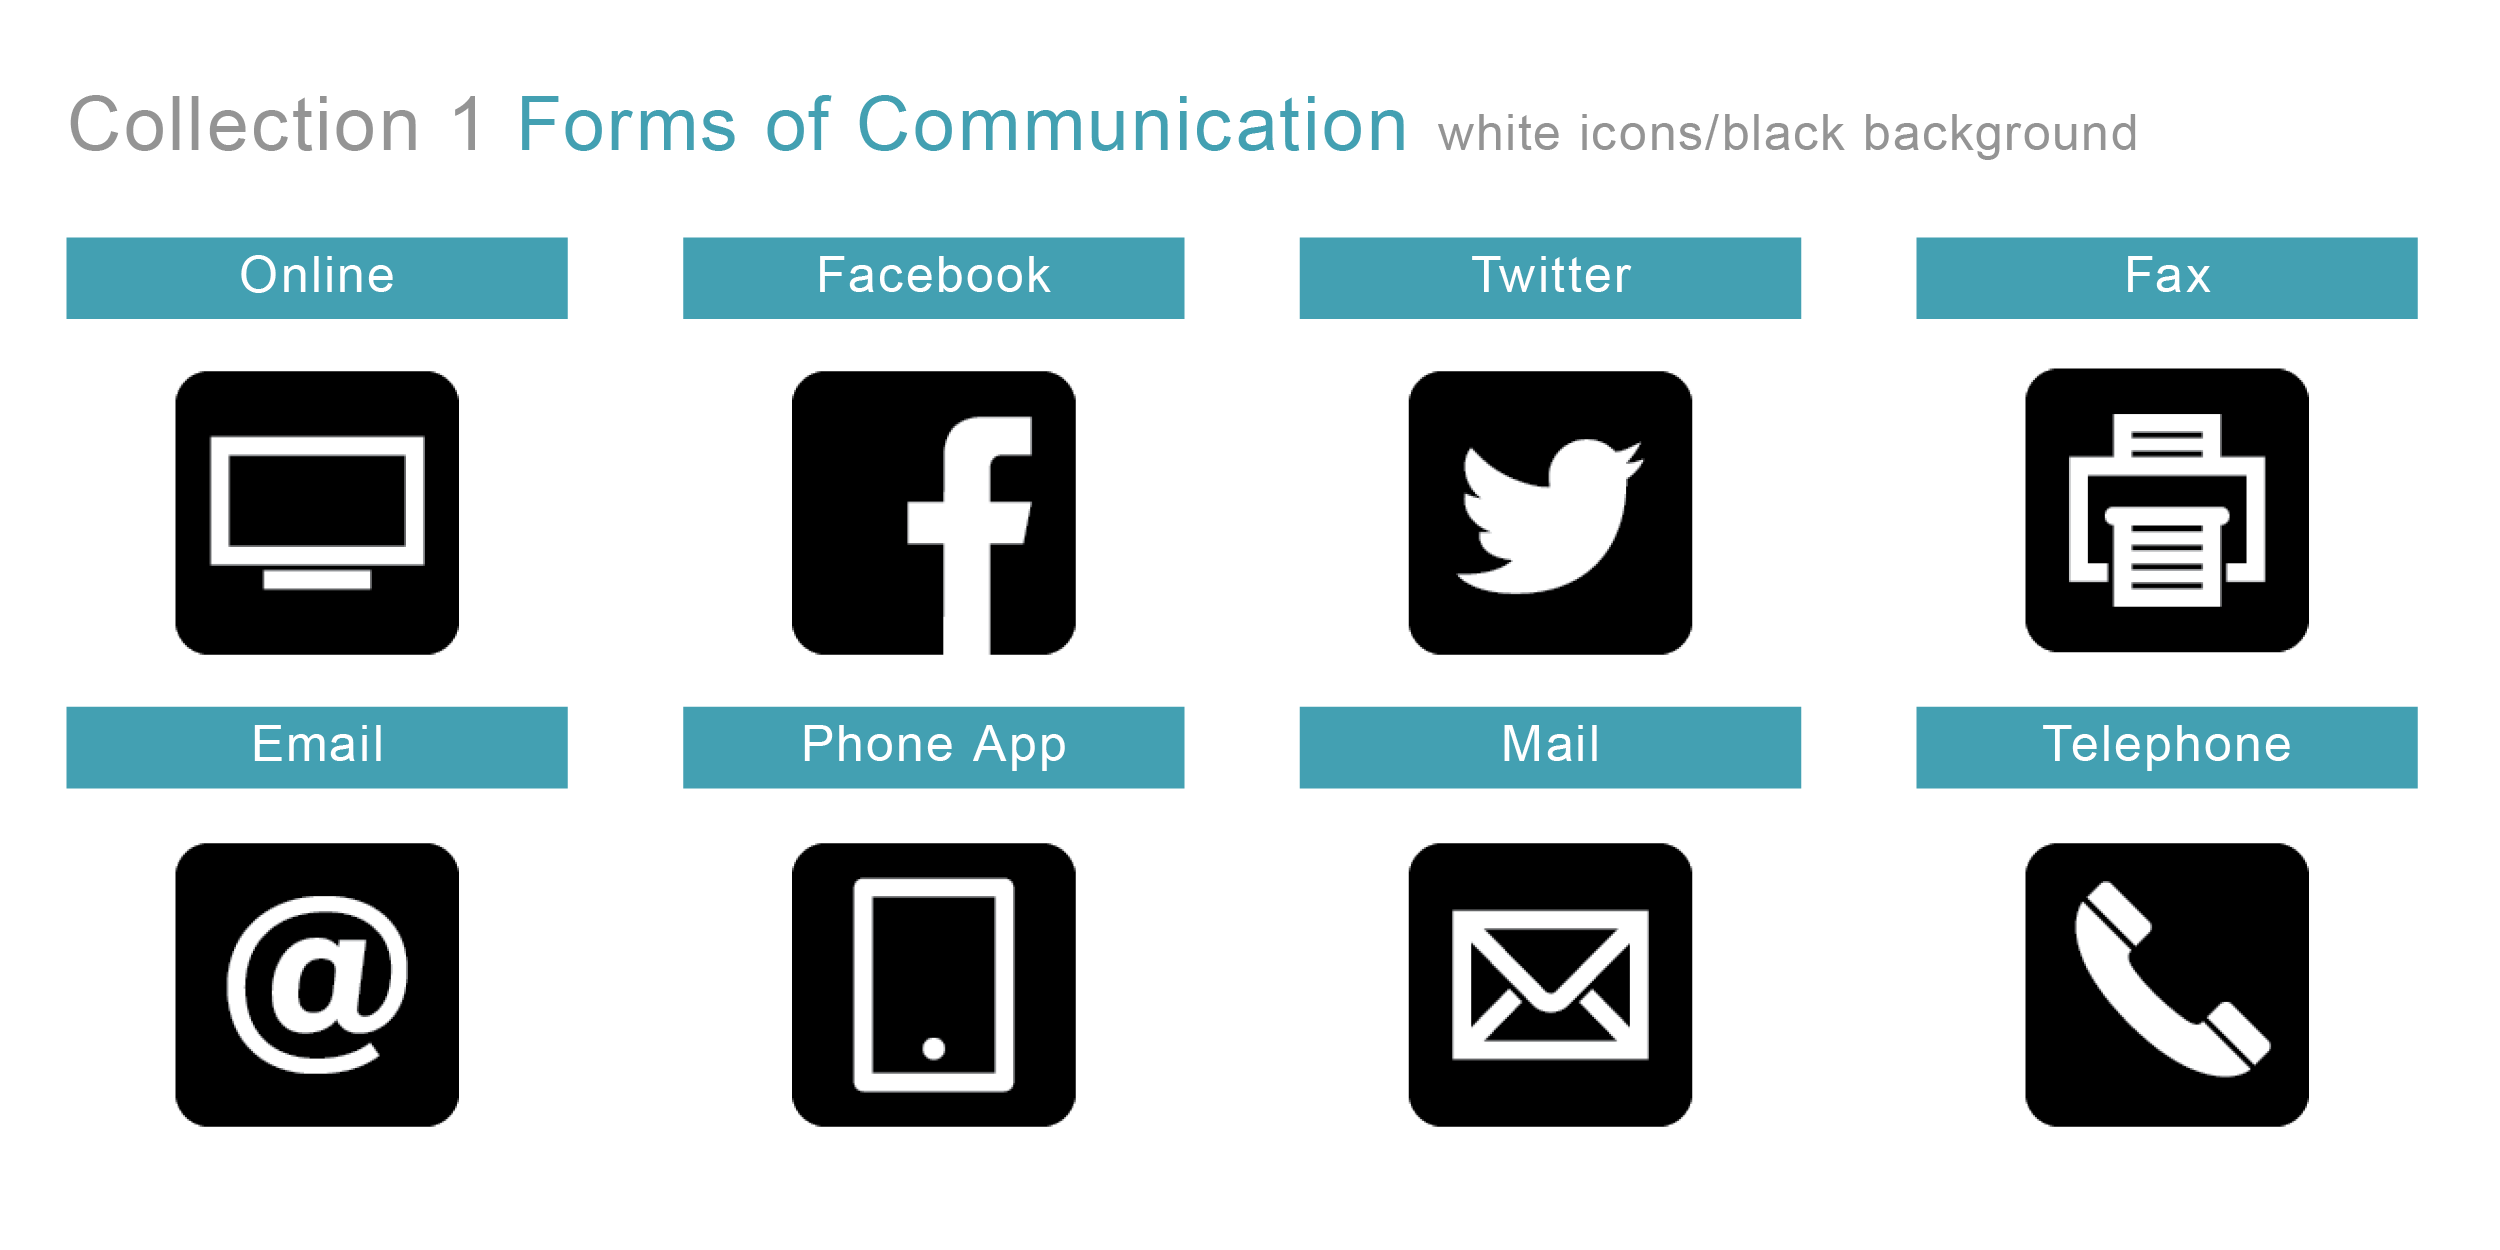 Collection 1 Forms of Communication white icons/black background
Online
Facebook
Twitter
Fax
Email
Phone App
Mail
Telephone